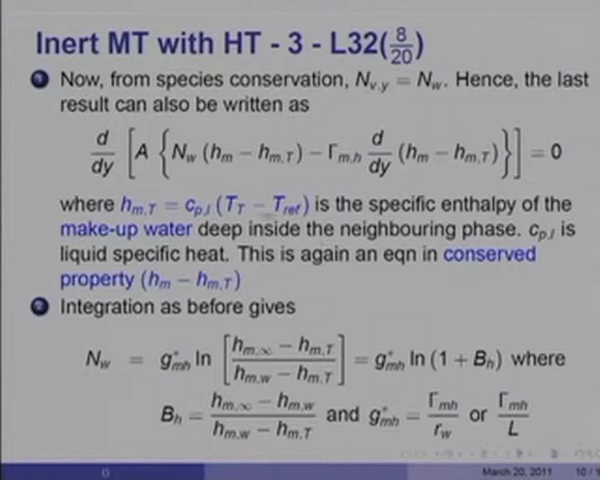 Inert MT with HT - 3 - L32(8/20)
1 Now, from species conservation, N_{v,y} = N_w. Hence, the last
result can also be written as
d/dy [A {N_w (h_m − h_{m,T}) − Γ_{m,h} d/dy (h_m − h_{m,T})}] = 0
where h_{m,T} = c_{p,l} (T_T − T_{ref}) is the specific enthalpy of the
make-up water deep inside the neighbouring phase. c_{p,l} is
liquid specific heat. This is again an eqn in conserved
property (h_m − h_{m,T})
2 Integration as before gives
N_w = g*_{mh} ln [(h_{m,∞} − h_{m,T}) / (h_{m,w} − h_{m,T})] = g*_{mh} ln (1 + B_h) where
B_h = (h_{m,∞} − h_{m,w}) / (h_{m,w} − h_{m,T}) and g*_{mh} = Γ_{mh}/r_w or Γ_{mh}/L
() March 20, 2011 10 / 1